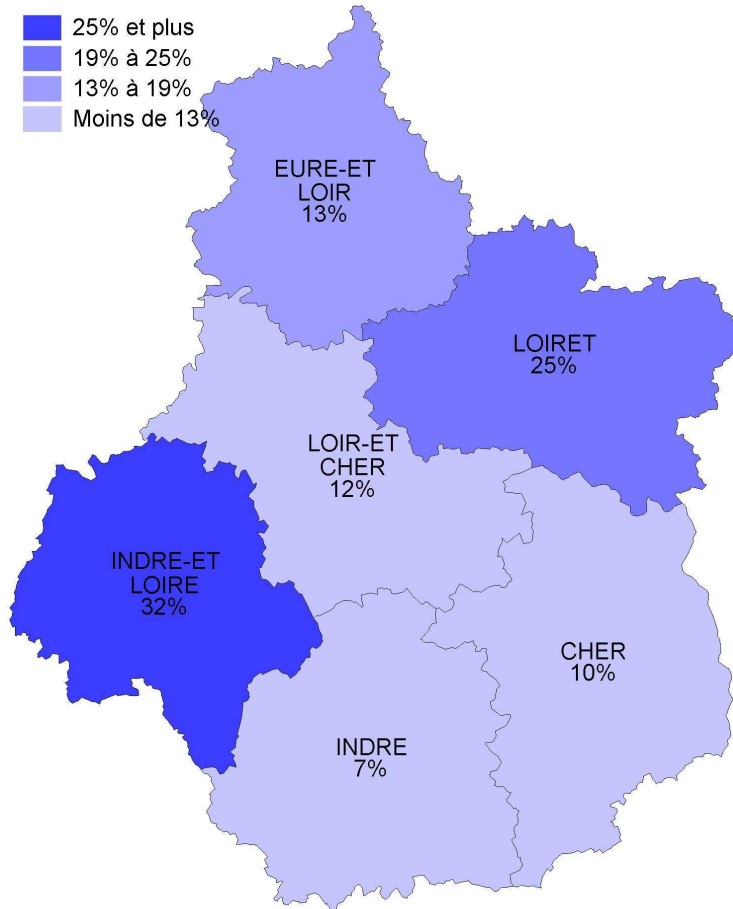 25% et plus
19% à 25%
13% à 19%
Moins de 13%
EURE-ET
LOIR
13%
LOIRET
25%
LOIR-ET
CHER
12%
INDRE-ET
LOIRE
32%
CHER
10%
INDRE
7%